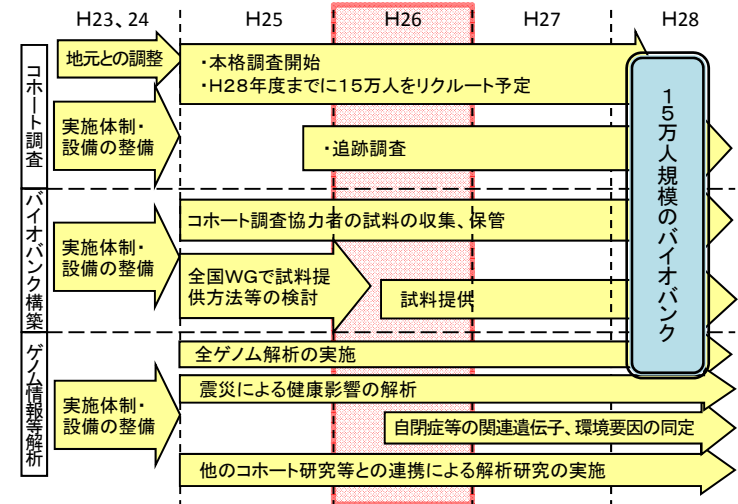 H23、24
H25
H26
H27
H28
コホート調査
地元との調整
・本格調査開始
・H28年度までに15万人をリクルート予定
実施体制・
設備の整備
・追跡調査
15万人規模のバイオバンク
バイオバンク構築
実施体制・
設備の整備
コホート調査協力者の試料の収集、保管
全国WGで試料提
供方法等の検討
試料提供
ゲノム情報等解析
実施体制・
設備の整備
全ゲノム解析の実施
震災による健康影響の解析
自閉症等の関連遺伝子、環境要因の同定
他のコホート研究等との連携による解析研究の実施